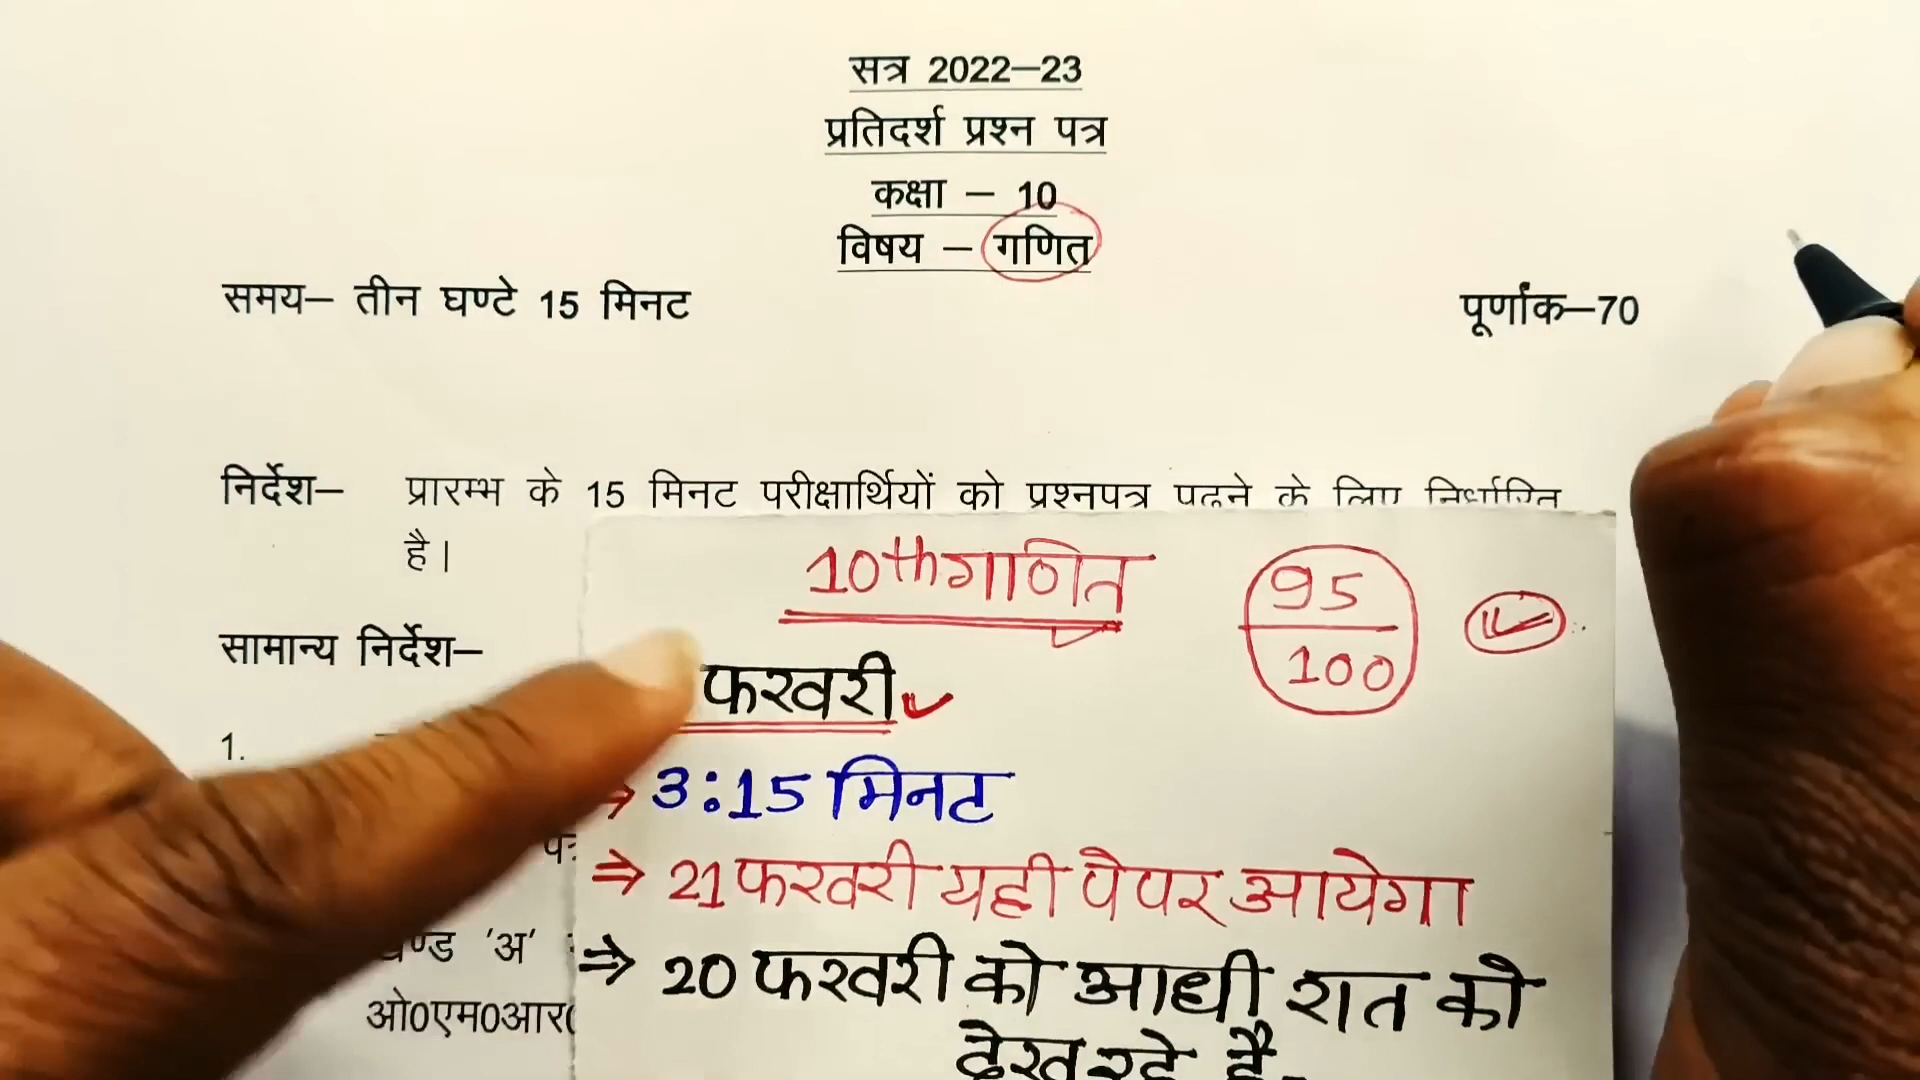 सत्र 2022–23
प्रतिदर्श प्रश्न पत्र
कक्षा – 10
विषय – गणित
समय– तीन घण्टे 15 मिनट
पूर्णांक–70
निर्देश– प्रारम्भ के 15 मिनट परीक्षार्थियों को प्रश्नपत्र पढ़ने के लिए निर्धारित
है।
10th गणित
95
100
सामान्य निर्देश–
फरवरी
1.
3:15 मिनट
⇒ 21 फरवरी यही पेपर आयेगा
'अ'
⇒ 20 फरवरी को आधी रात को
ओ0एम0आर0
देख रहे है